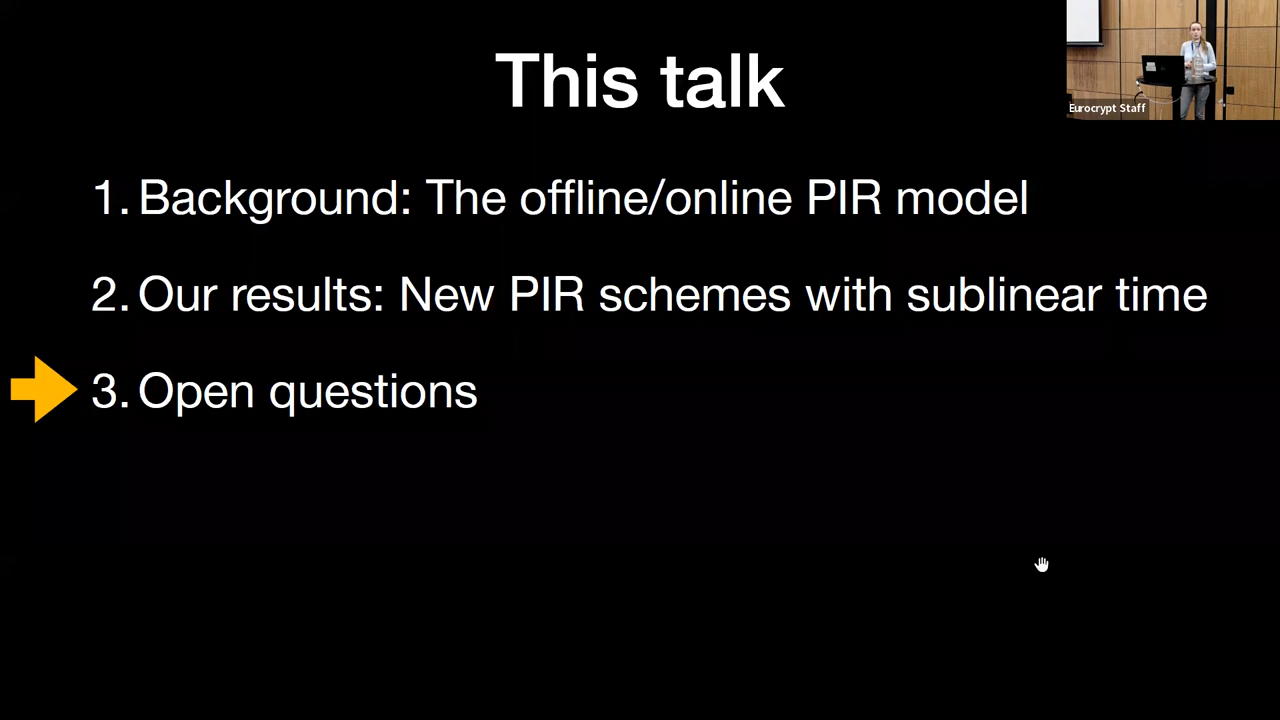 This talk
Eurocrypt Staff
1. Background: The offline/online PIR model
2. Our results: New PIR schemes with sublinear time
3. Open questions